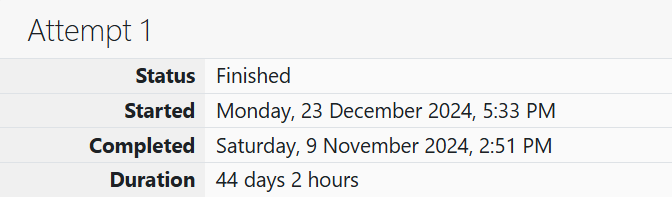 Attempt 1
Status Finished
Started Monday, 23 December 2024, 5:33 PM
Completed Saturday, 9 November 2024, 2:51 PM
Duration 44 days 2 hours